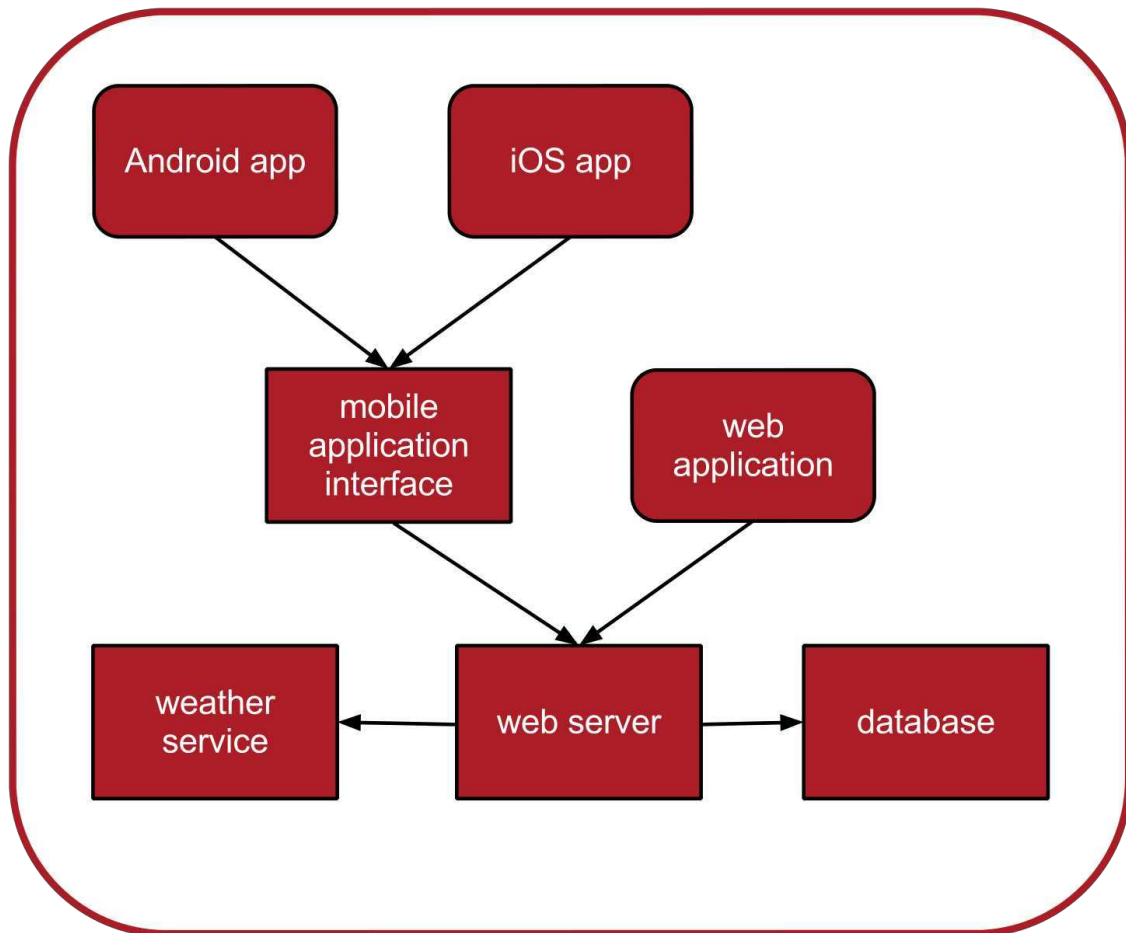 Android app
iOS app
mobile
application
interface
web
application
weather
service
web server
database